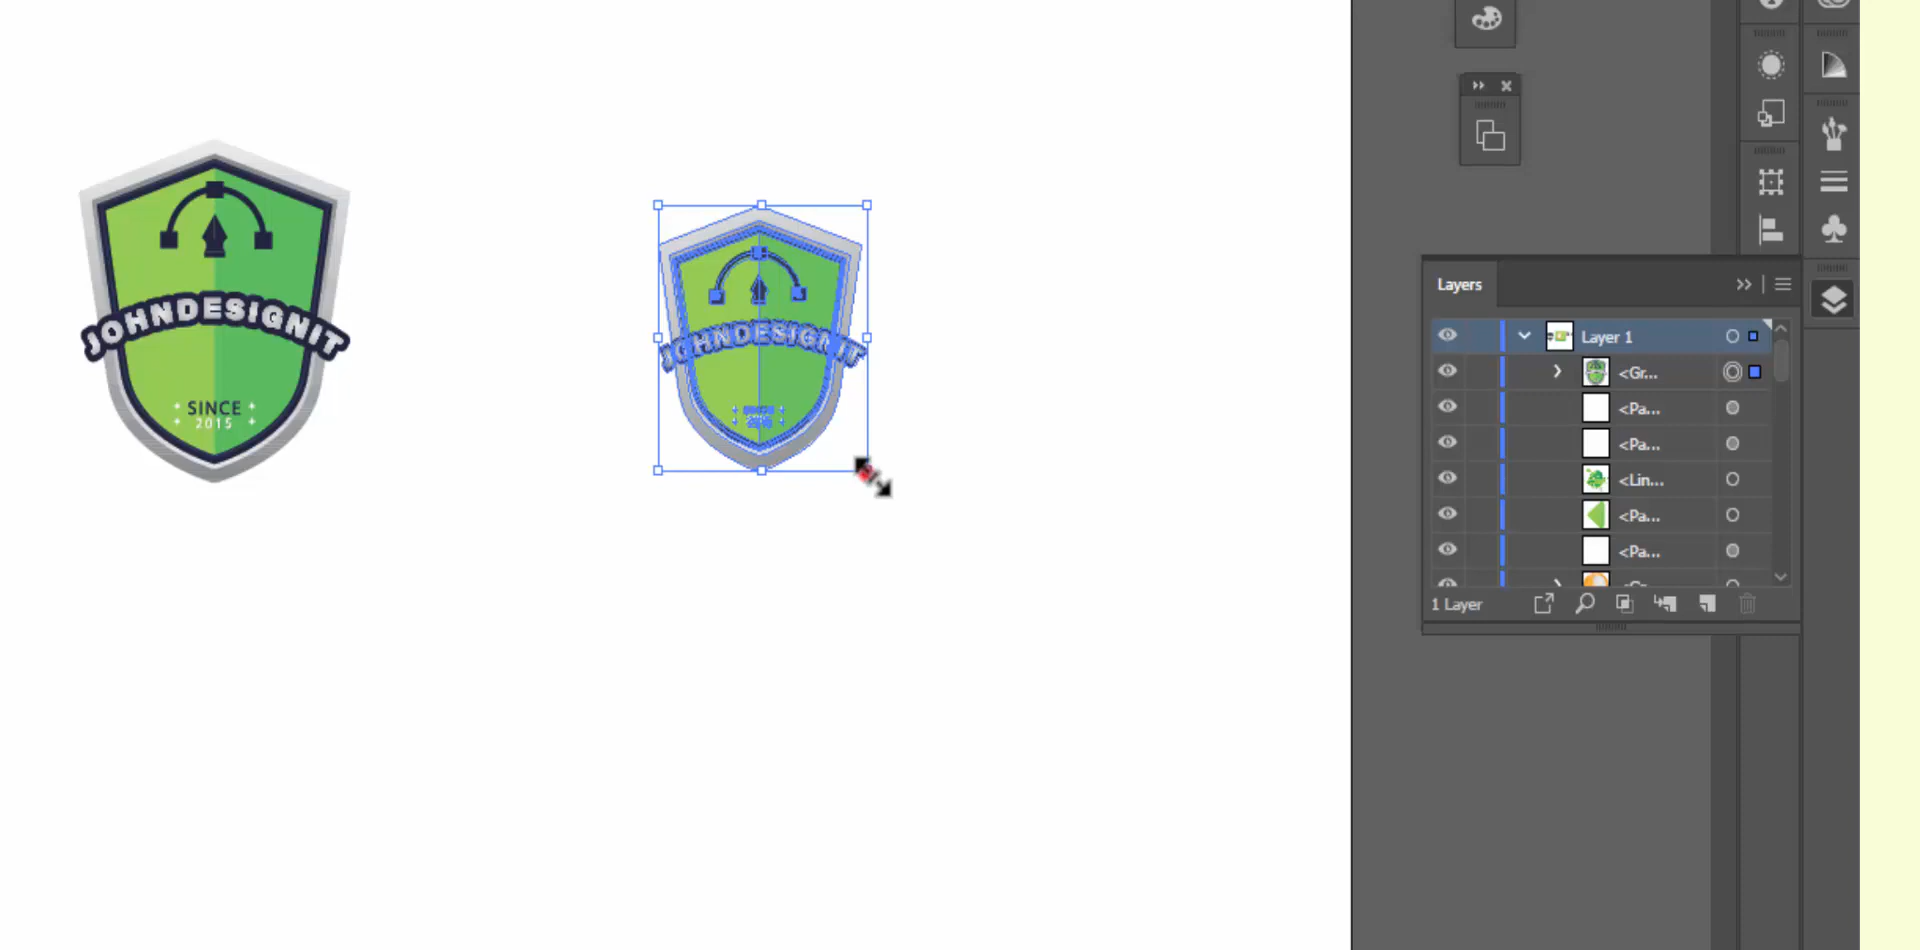 JOHNDESIGNIT
SINCE
2015
JOHNDESIGNIT
Layers
Layer 1
<Gr...
<Pa...
<Pa...
<Lin...
<Pa...
<Pa...
1 Layer